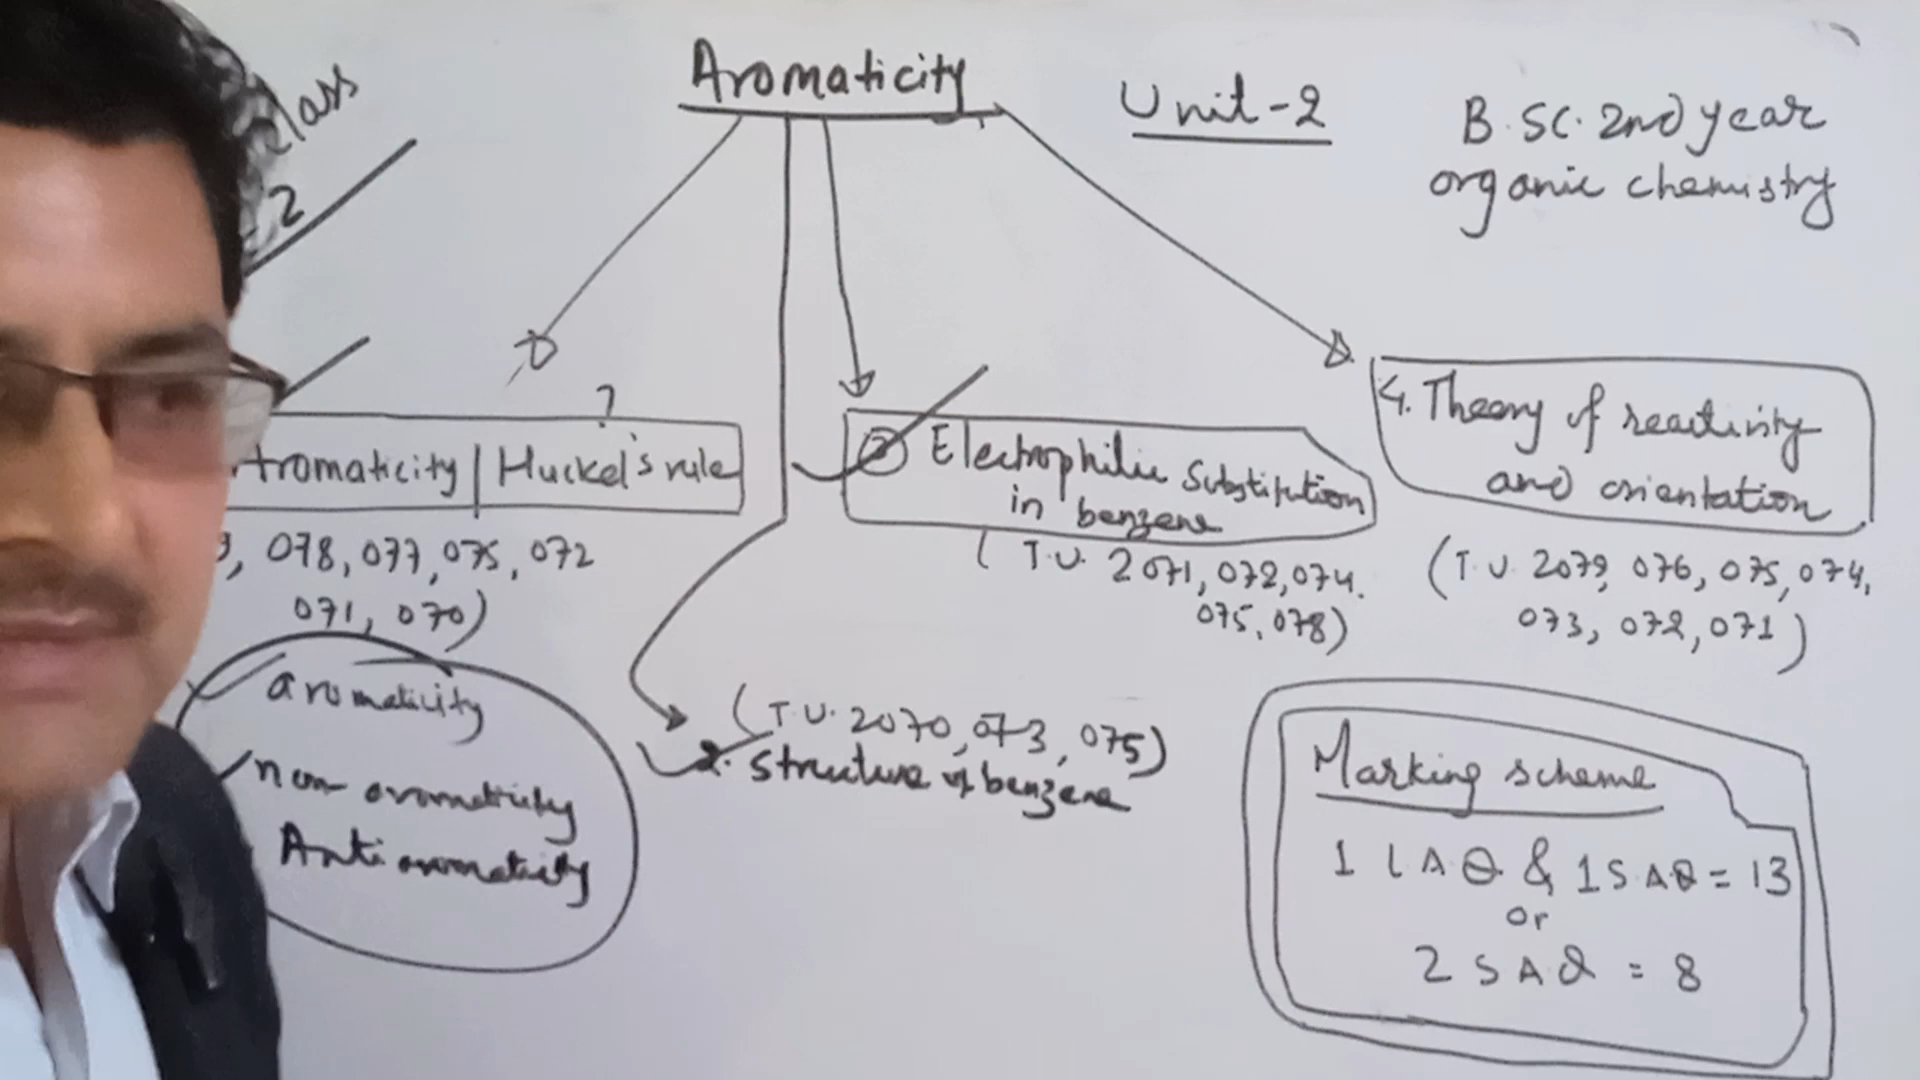 Aromaticity
Unit-2
B.SC. 2nd year
organic chemistry
class
2
?
Aromaticity | Huckel's rule
, 078, 077, 075, 072
071, 070)
aromaticity
non aromaticity
Anti aromaticity
Electrophilic Substitution
in benzene
( T.U. 2071, 072, 074.
075, 078)
(T.U. 2070, 073, 075)
2. Structure of benzene
4. Theory of reactivity
and orientation
(T.U. 2079, 076, 075, 074,
073, 072, 071)
Marking scheme
1 LAQ & 1 SAQ = 13
or
2 SAQ = 8